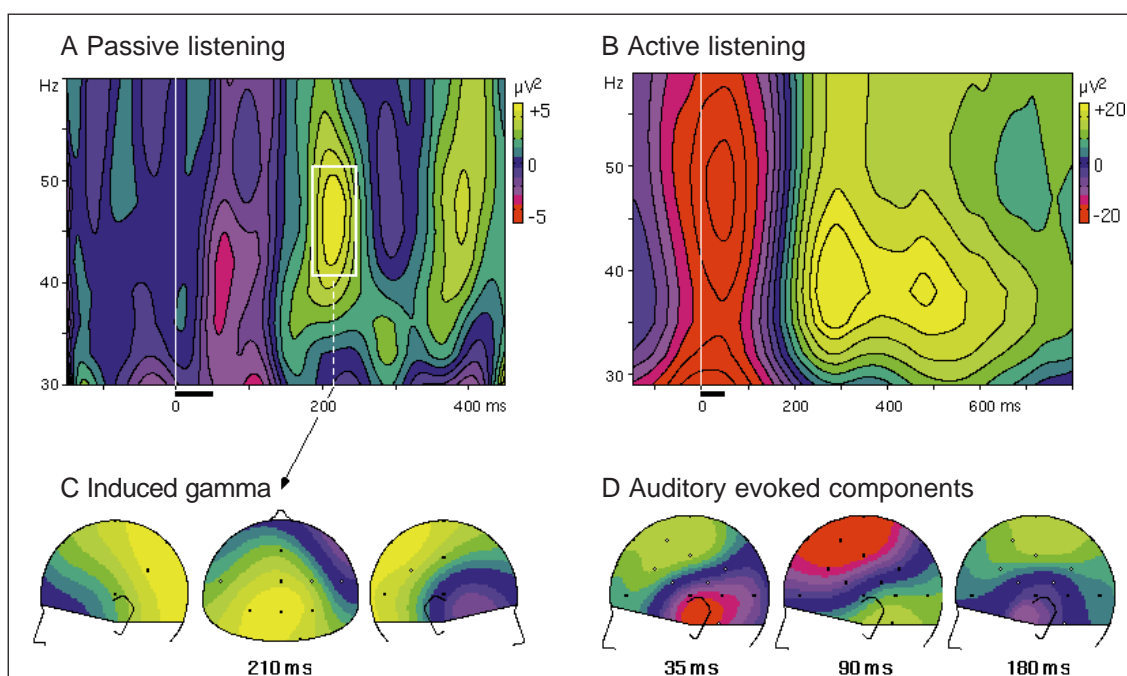 A Passive listening
Hz
50
40
30
0
200
400 ms
µV²
+5
0
-5
B Active listening
Hz
50
40
30
0
200
400
600 ms
µV²
+20
0
-20
C Induced gamma
210 ms
D Auditory evoked components
35 ms
90 ms
180 ms